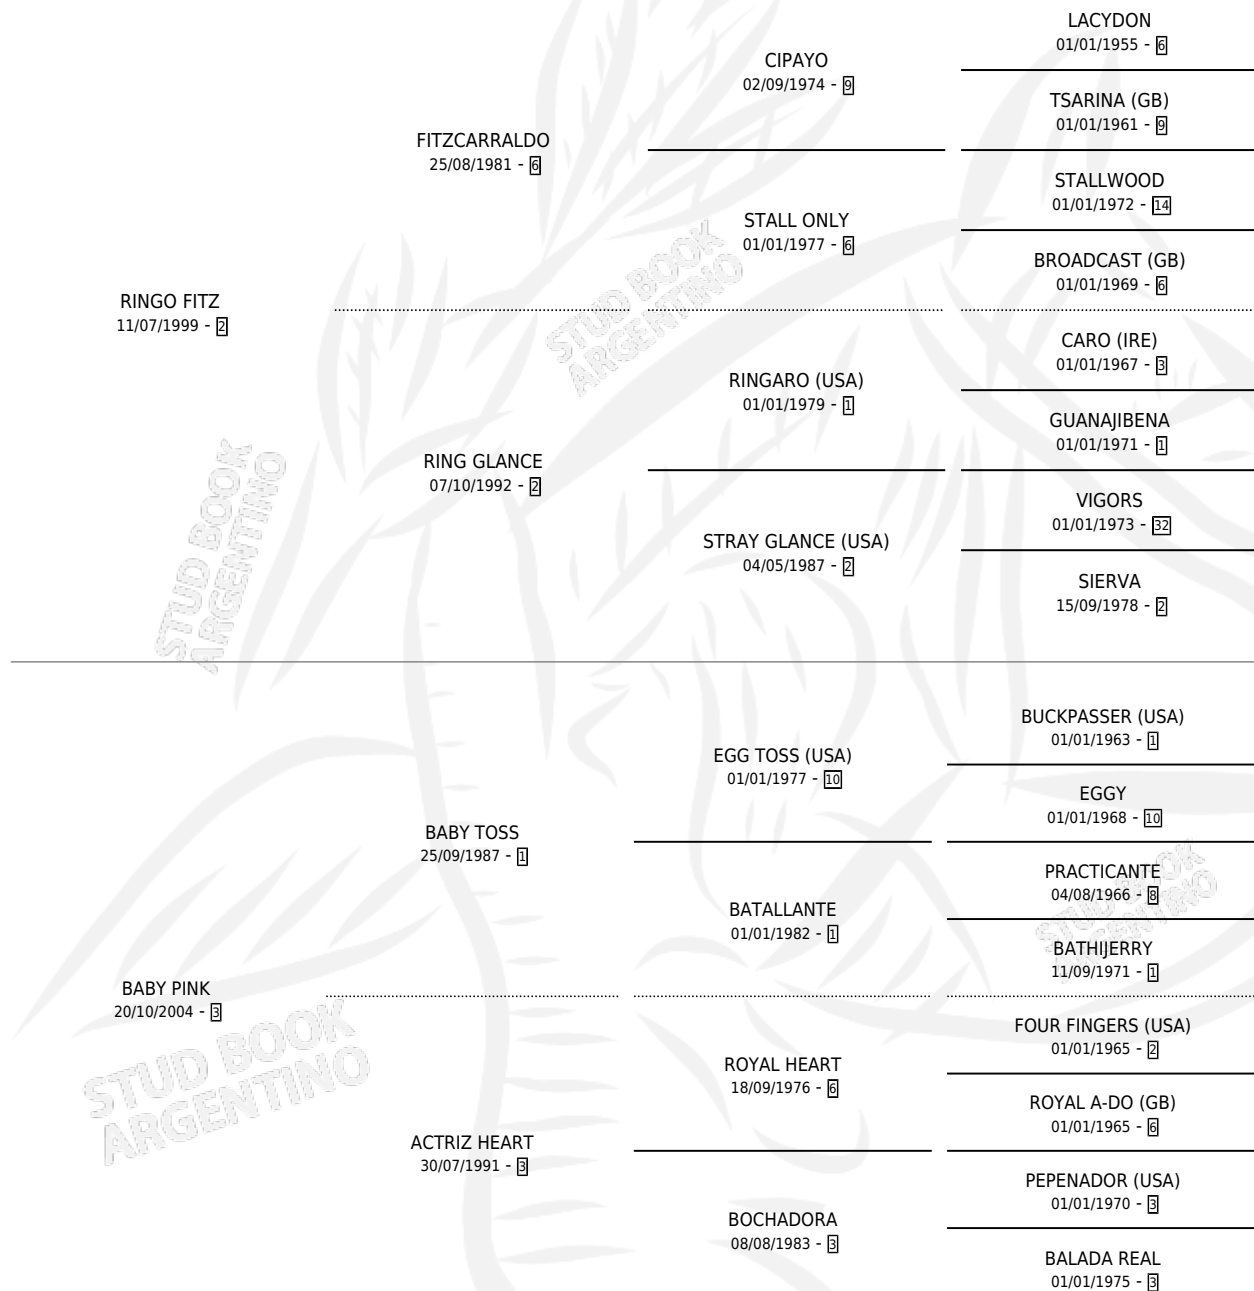 LACYDON
01/01/1955 - 6
CIPAYO
02/09/1974 - 9
TSARINA (GB)
01/01/1961 - 9
FITZCARRALDO
25/08/1981 - 6
STALLWOOD
01/01/1972 - 14
STALL ONLY
01/01/1977 - 6
BROADCAST (GB)
01/01/1969 - 6
RINGO FITZ
11/07/1999 - 2
CARO (IRE)
01/01/1967 - 3
RINGARO (USA)
01/01/1979 - 1
GUANAJIBENA
01/01/1971 - 1
RING GLANCE
07/10/1992 - 2
VIGORS
01/01/1973 - 32
STRAY GLANCE (USA)
04/05/1987 - 2
SIERVA
15/09/1978 - 2
BUCKPASSER (USA)
01/01/1963 - 1
EGG TOSS (USA)
01/01/1977 - 10
EGGY
01/01/1968 - 10
BABY TOSS
25/09/1987 - 1
PRACTICANTE
04/08/1966 - 8
BATALLANTE
01/01/1982 - 1
BATHIJERRY
11/09/1971 - 1
BABY PINK
20/10/2004 - 3
FOUR FINGERS (USA)
01/01/1965 - 2
ROYAL HEART
18/09/1976 - 6
ROYAL A-DO (GB)
01/01/1965 - 6
ACTRIZ HEART
30/07/1991 - 3
PEPENADOR (USA)
01/01/1970 - 3
BOCHADORA
08/08/1983 - 3
BALADA REAL
01/01/1975 - 3
STUD BOOK
ARGENTINO
STUD BOOK
ARGENTINO
STUD BOOK
ARGENTINO
STUD BOOK
ARGENTINO